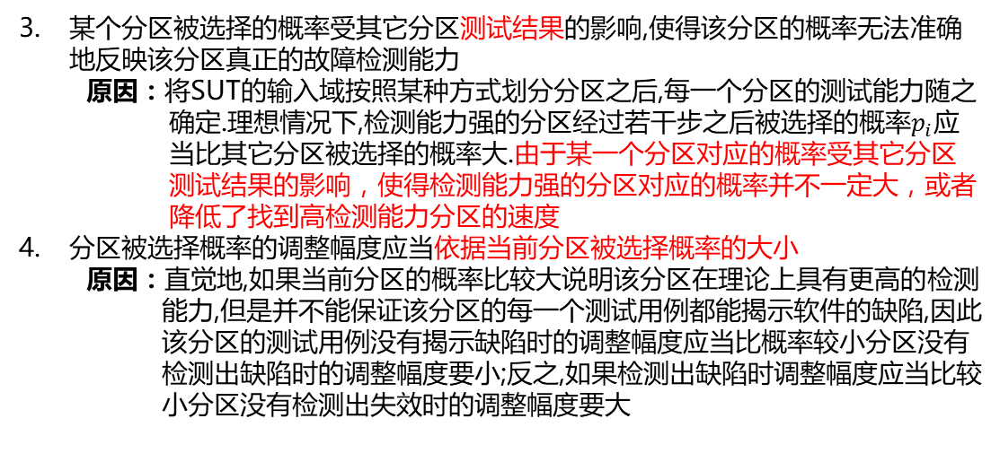 3. 某个分区被选择的概率受其它分区测试结果的影响,使得该分区的概率无法准确
地反映该分区真正的故障检测能力
原因：将SUT的输入域按照某种方式划分分区之后,每一个分区的测试能力随之
确定.理想情况下,检测能力强的分区经过若干步之后被选择的概率pᵢ应
当比其它分区被选择的概率大.由于某一个分区对应的概率受其它分区
测试结果的影响，使得检测能力强的分区对应的概率并不一定大，或者
降低了找到高检测能力分区的速度
4. 分区被选择概率的调整幅度应当依据当前分区被选择概率的大小
原因：直觉地,如果当前分区的概率比较大说明该分区在理论上具有更高的检测
能力,但是并不能保证该分区的每一个测试用例都能揭示软件的缺陷,因此
该分区的测试用例没有揭示缺陷时的调整幅度应当比概率较小分区没有
检测出缺陷时的调整幅度要小;反之,如果检测出缺陷时调整幅度应当比较
小分区没有检测出失效时的调整幅度要大